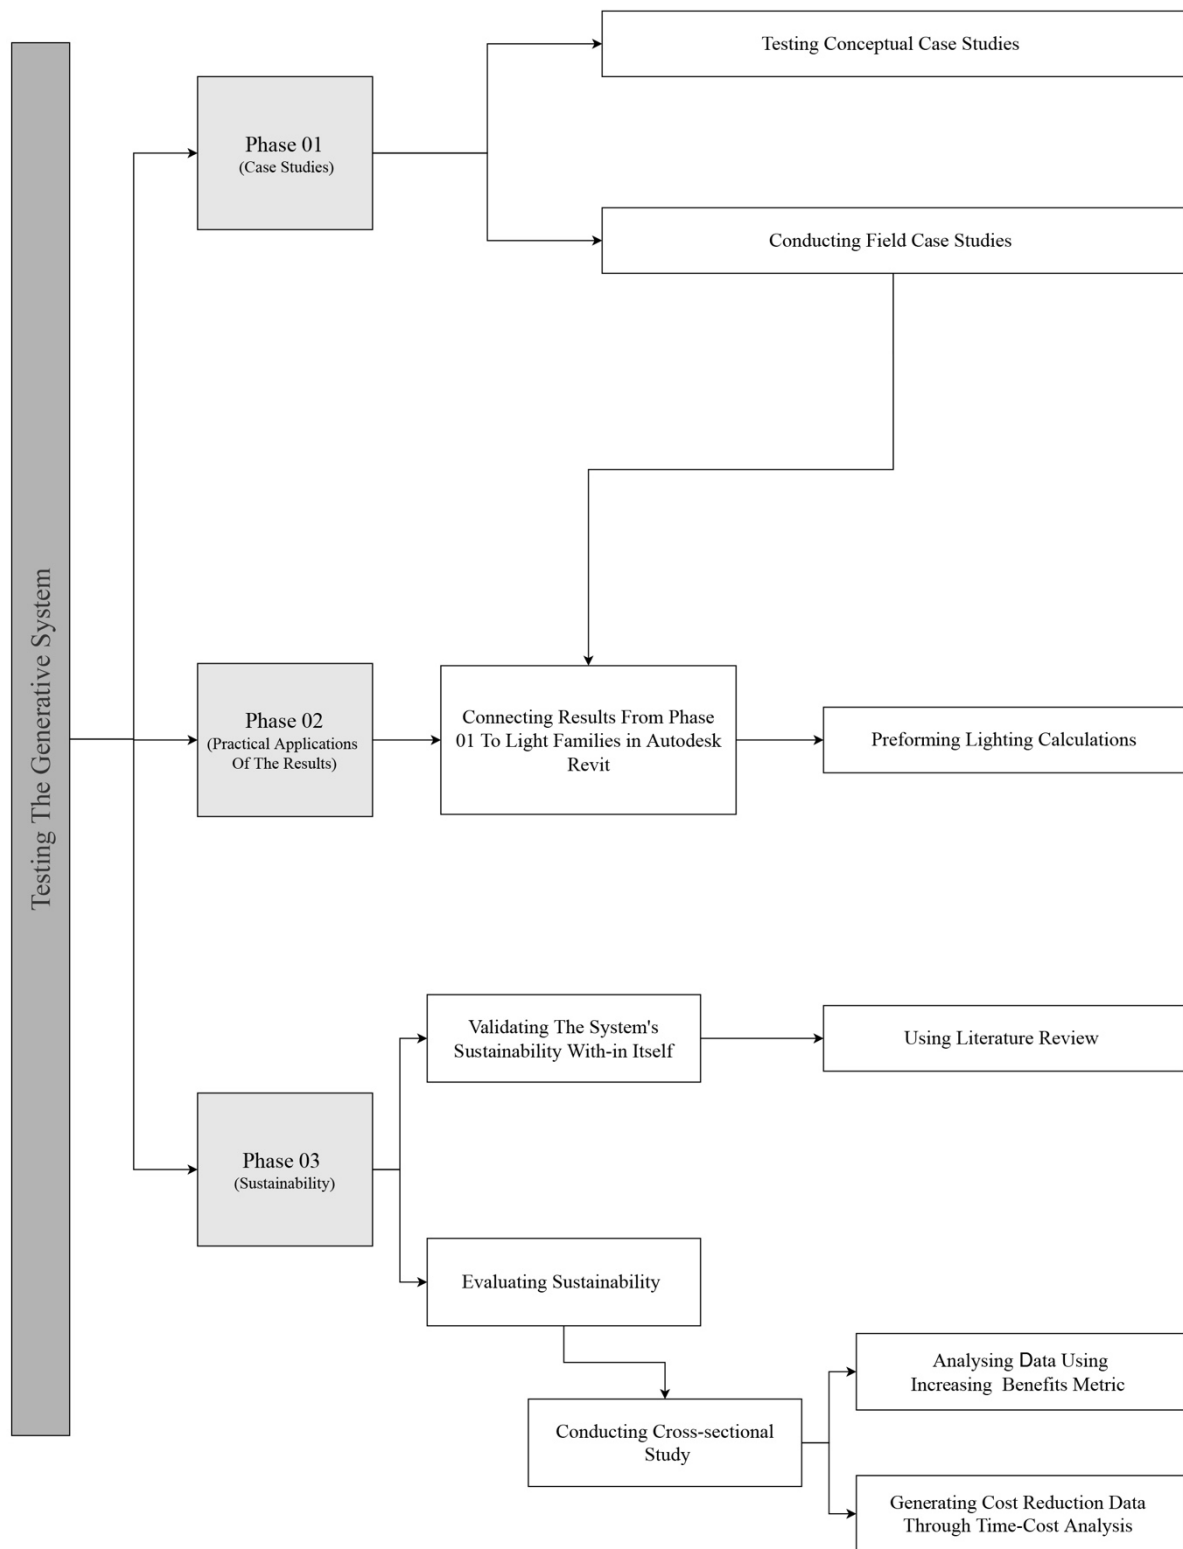 Testing The Generative System
Phase 01
(Case Studies)
Testing Conceptual Case Studies
Conducting Field Case Studies
Phase 02
(Practical Applications
Of The Results)
Connecting Results From Phase
01 To Light Families in Autodesk
Revit
Preforming Lighting Calculations
Phase 03
(Sustainability)
Validating The System's
Sustainability With-in Itself
Using Literature Review
Evaluating Sustainability
Conducting Cross-sectional
Study
Analysing Data Using
Increasing Benefits Metric
Generating Cost Reduction Data
Through Time-Cost Analysis